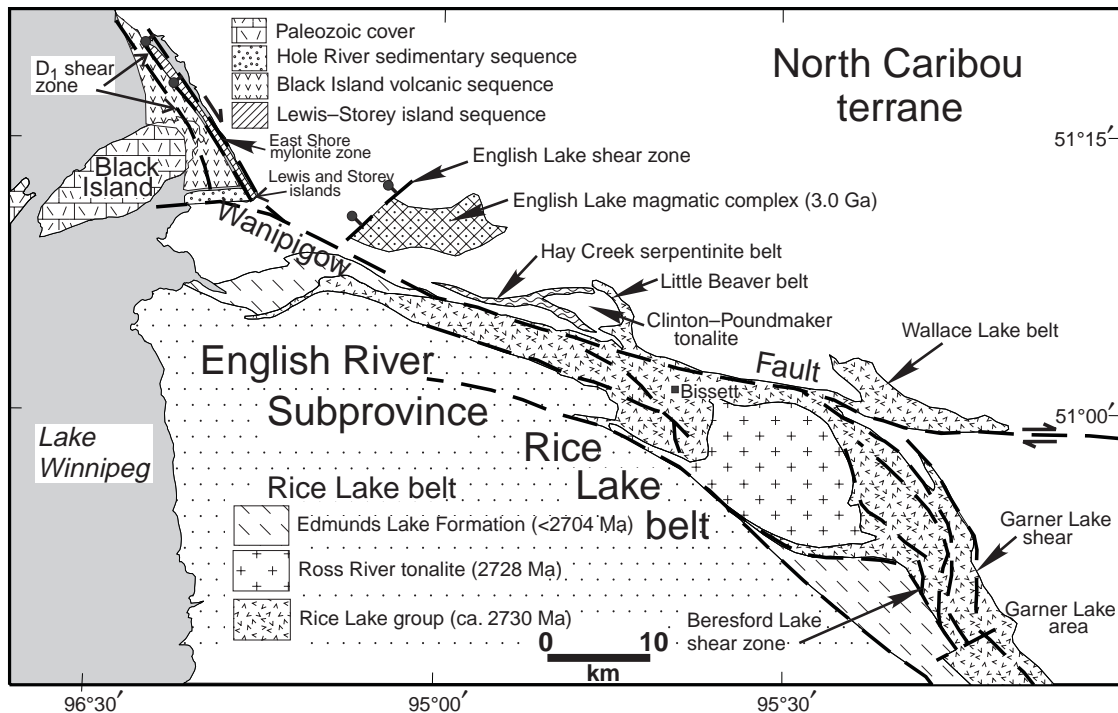 Paleozoic cover
Hole River sedimentary sequence
Black Island volcanic sequence
Lewis–Storey island sequence
North Caribou
terrane
D1 shear
zone
East Shore
mylonite zone
Lewis and Storey
islands
Black
Island
51°15′
English Lake shear zone
English Lake magmatic complex (3.0 Ga)
Wanipigow
Hay Creek serpentinite belt
Little Beaver belt
Clinton–Poundmaker
tonalite
Wallace Lake belt
Fault
Bissett
51°00′
English River
Subprovince
Lake
Winnipeg
Rice
Lake
belt
Rice Lake belt
Edmunds Lake Formation (<2704 Ma)
Ross River tonalite (2728 Ma)
Rice Lake group (ca. 2730 Ma)
Garner Lake
shear
Garner Lake
area
Beresford Lake
shear zone
0 10
km
96°30′ 95°00′ 95°30′